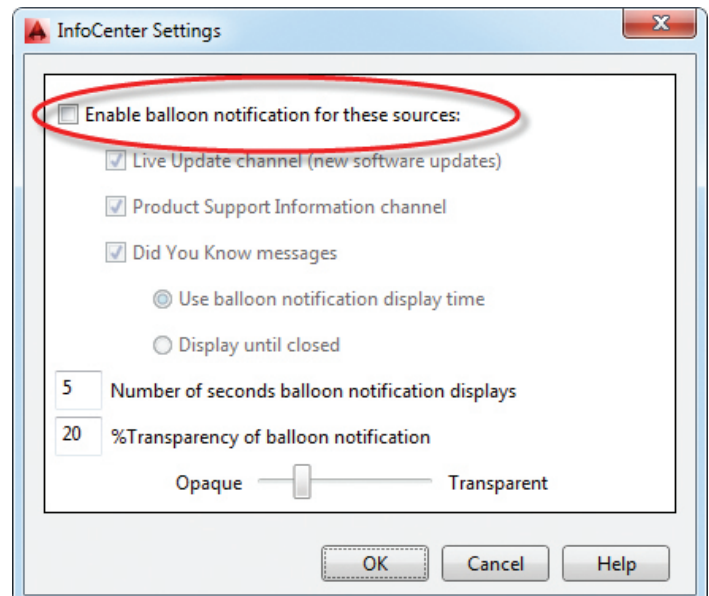 InfoCenter Settings
Enable balloon notification for these sources:
Live Update channel (new software updates)
Product Support Information channel
Did You Know messages
Use balloon notification display time
Display until closed
5 Number of seconds balloon notification displays
20 %Transparency of balloon notification
Opaque Transparent
OK Cancel Help